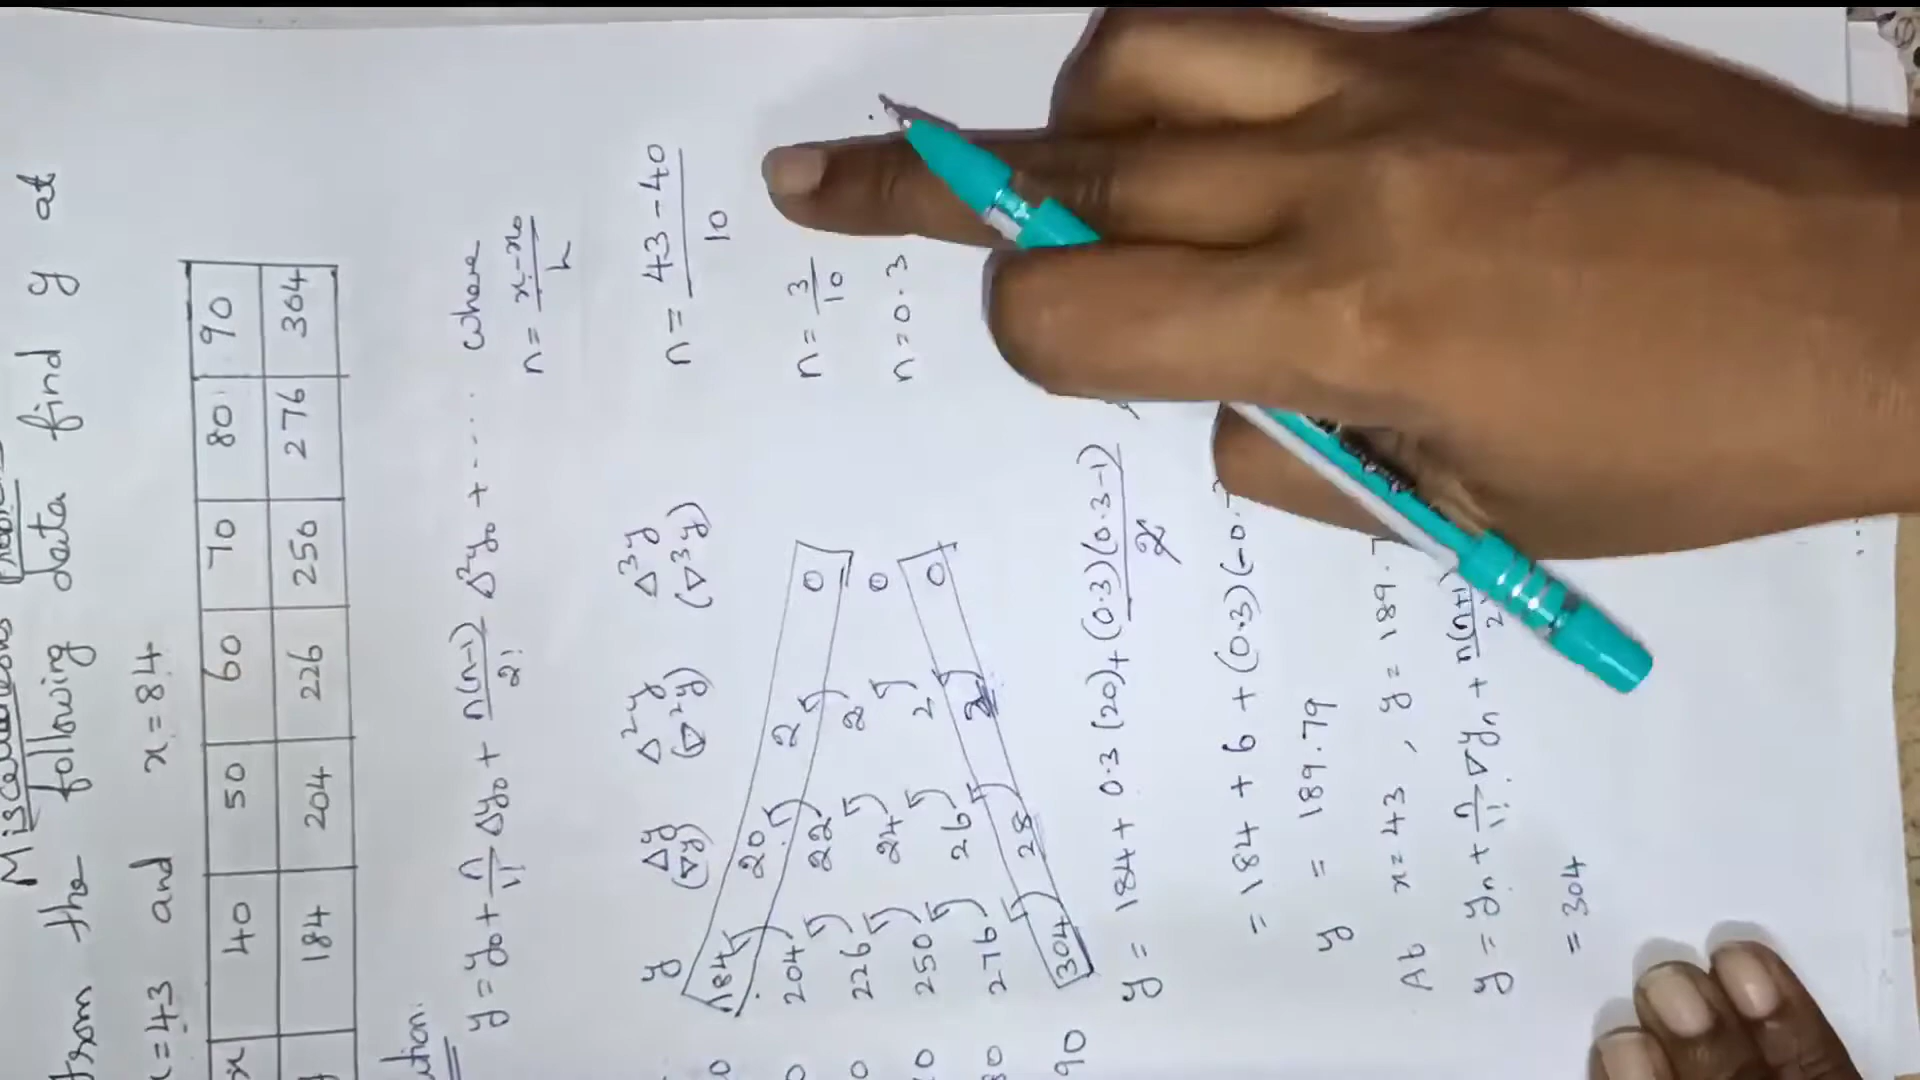 Miscellaneous
from the following data find y at
x=43 and x=84
x 40 50 60 70 80 90
184 204 226 250 276 304
ution:
y = y₀ + n/1! Δy₀ + n(n-1)/2! Δ²y₀ + .... where
n = x-x₀/h
y Δy (∇y) Δ²y (∇²y) Δ³y (∇³y)
n = 43-40/10
184 20 2 0
204 22 2 0
n = 3/10
226 24 2 0
n = 0.3
250 26 2
276 28
90 304
y = 184 + 0.3(20) + (0.3)(0.3-1)/2
= 184 + 6 + (0.3)(-0.
y = 189.79
At x=43, y = 189.7
y = yₙ + n/1! ∇yₙ + n(n+1)/2
= 304